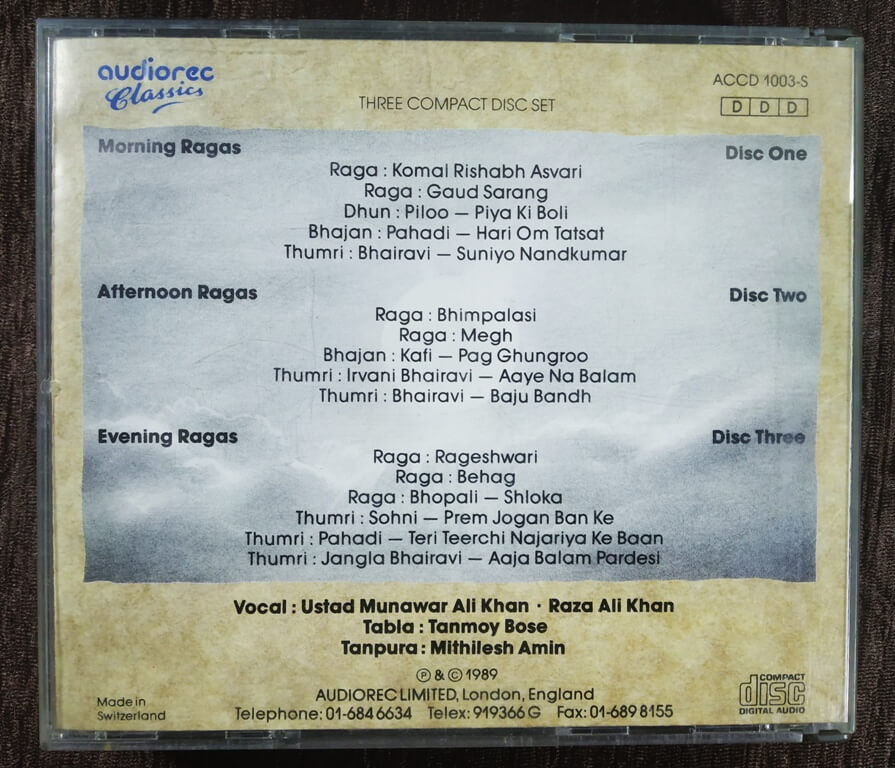 audiorec
Classics
ACCD 1003-S
THREE COMPACT DISC SET
D D D
Morning Ragas
Disc One
Raga : Komal Rishabh Asvari
Raga : Gaud Sarang
Dhun : Piloo — Piya Ki Boli
Bhajan : Pahadi — Hari Om Tatsat
Thumri : Bhairavi — Suniyo Nandkumar
Afternoon Ragas
Disc Two
Raga : Bhimpalasi
Raga : Megh
Bhajan : Kafi — Pag Ghungroo
Thumri : Irvani Bhairavi — Aaye Na Balam
Thumri : Bhairavi — Baju Bandh
Evening Ragas
Disc Three
Raga : Rageshwari
Raga : Behag
Raga : Bhopali — Shloka
Thumri : Sohni — Prem Jogan Ban Ke
Thumri : Pahadi — Teri Teerchi Najariya Ke Baan
Thumri : Jangla Bhairavi — Aaja Balam Pardesi
Vocal : Ustad Munawar Ali Khan · Raza Ali Khan
Tabla : Tanmoy Bose
Tanpura : Mithilesh Amin
℗ & © 1989
AUDIOREC LIMITED, London, England
Telephone: 01-684 6634 Telex: 919366 G Fax: 01-689 8155
Made in
Switzerland
COMPACT
disc
DIGITAL AUDIO